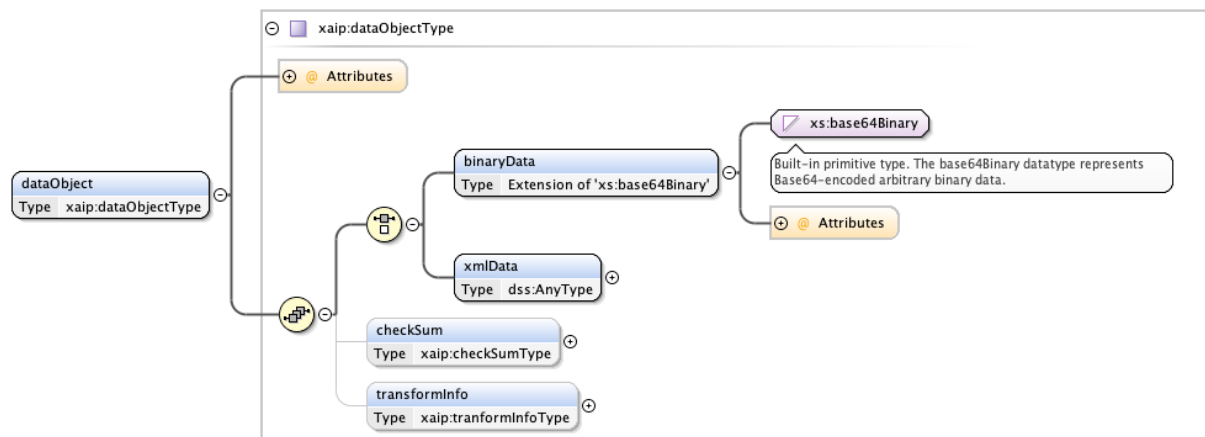 xaip:dataObjectType
@ Attributes
dataObject
Type xaip:dataObjectType
binaryData
Type Extension of 'xs:base64Binary'
xs:base64Binary
Built-in primitive type. The base64Binary datatype represents
Base64-encoded arbitrary binary data.
@ Attributes
xmlData
Type dss:AnyType
checkSum
Type xaip:checkSumType
transformInfo
Type xaip:tranformInfoType